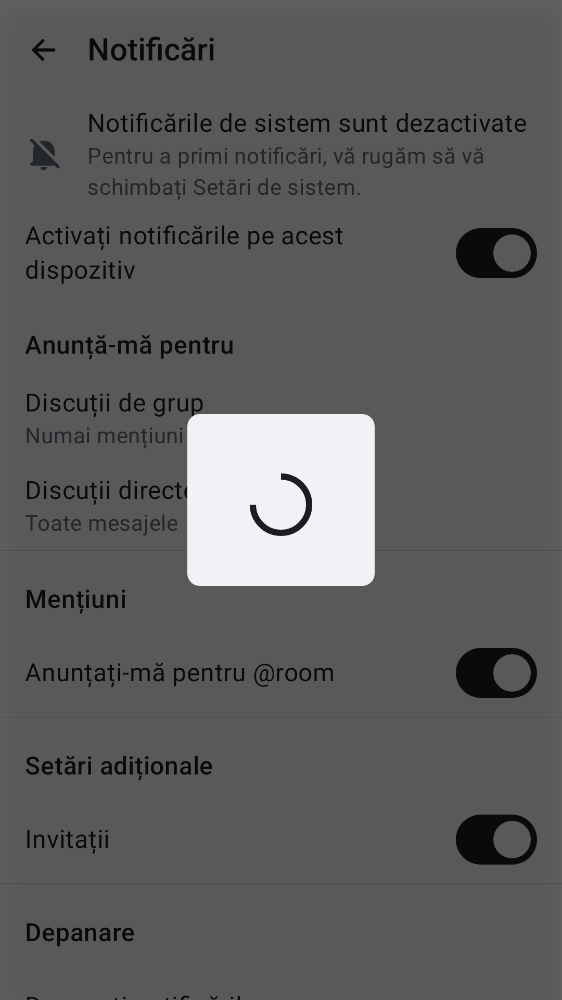 Notificări
Notificările de sistem sunt dezactivate
Pentru a primi notificări, vă rugăm să vă
schimbați Setări de sistem.
Activați notificările pe acest
dispozitiv
Anunță-mă pentru
Discuții de grup
Numai mențiuni
Discuții directe
Toate mesajele
Mențiuni
Anunțați-mă pentru @room
Setări adiționale
Invitații
Depanare